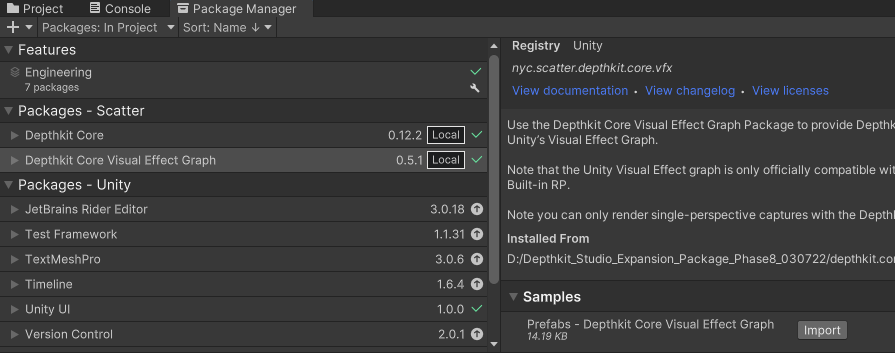 Project Console Package Manager
Packages: In Project Sort: Name ↓
Features
Engineering
7 packages
Packages - Scatter
Depthkit Core 0.12.2 Local
Depthkit Core Visual Effect Graph 0.5.1 Local
Packages - Unity
JetBrains Rider Editor 3.0.18
Test Framework 1.1.31
TextMeshPro 3.0.6
Timeline 1.6.4
Unity UI 1.0.0
Version Control 2.0.1
Registry Unity
nyc.scatter.depthkit.core.vfx
View documentation • View changelog • View licenses
Use the Depthkit Core Visual Effect Graph Package to provide Depthk
Unity's Visual Effect Graph.
Note that the Unity Visual Effect graph is only officially compatible wit
Built-in RP.
Note you can only render single-perspective captures with the Depthl
Installed From
D:/Depthkit_Studio_Expansion_Package_Phase8_030722/depthkit.cor
Samples
Prefabs - Depthkit Core Visual Effect Graph Import
14.19 KB